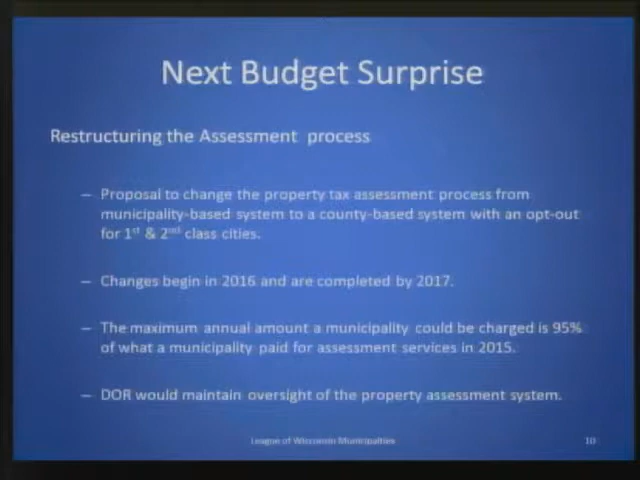 Next Budget Surprise
Restructuring the Assessment process
– Proposal to change the property tax assessment process from
municipality-based system to a county-based system with an opt-out
for 1st & 2nd class cities.
– Changes begin in 2016 and are completed by 2017.
– The maximum annual amount a municipality could be charged is 95%
of what a municipality paid for assessment services in 2015.
– DOR would maintain oversight of the property assessment system.
League of Wisconsin Municipalities
10